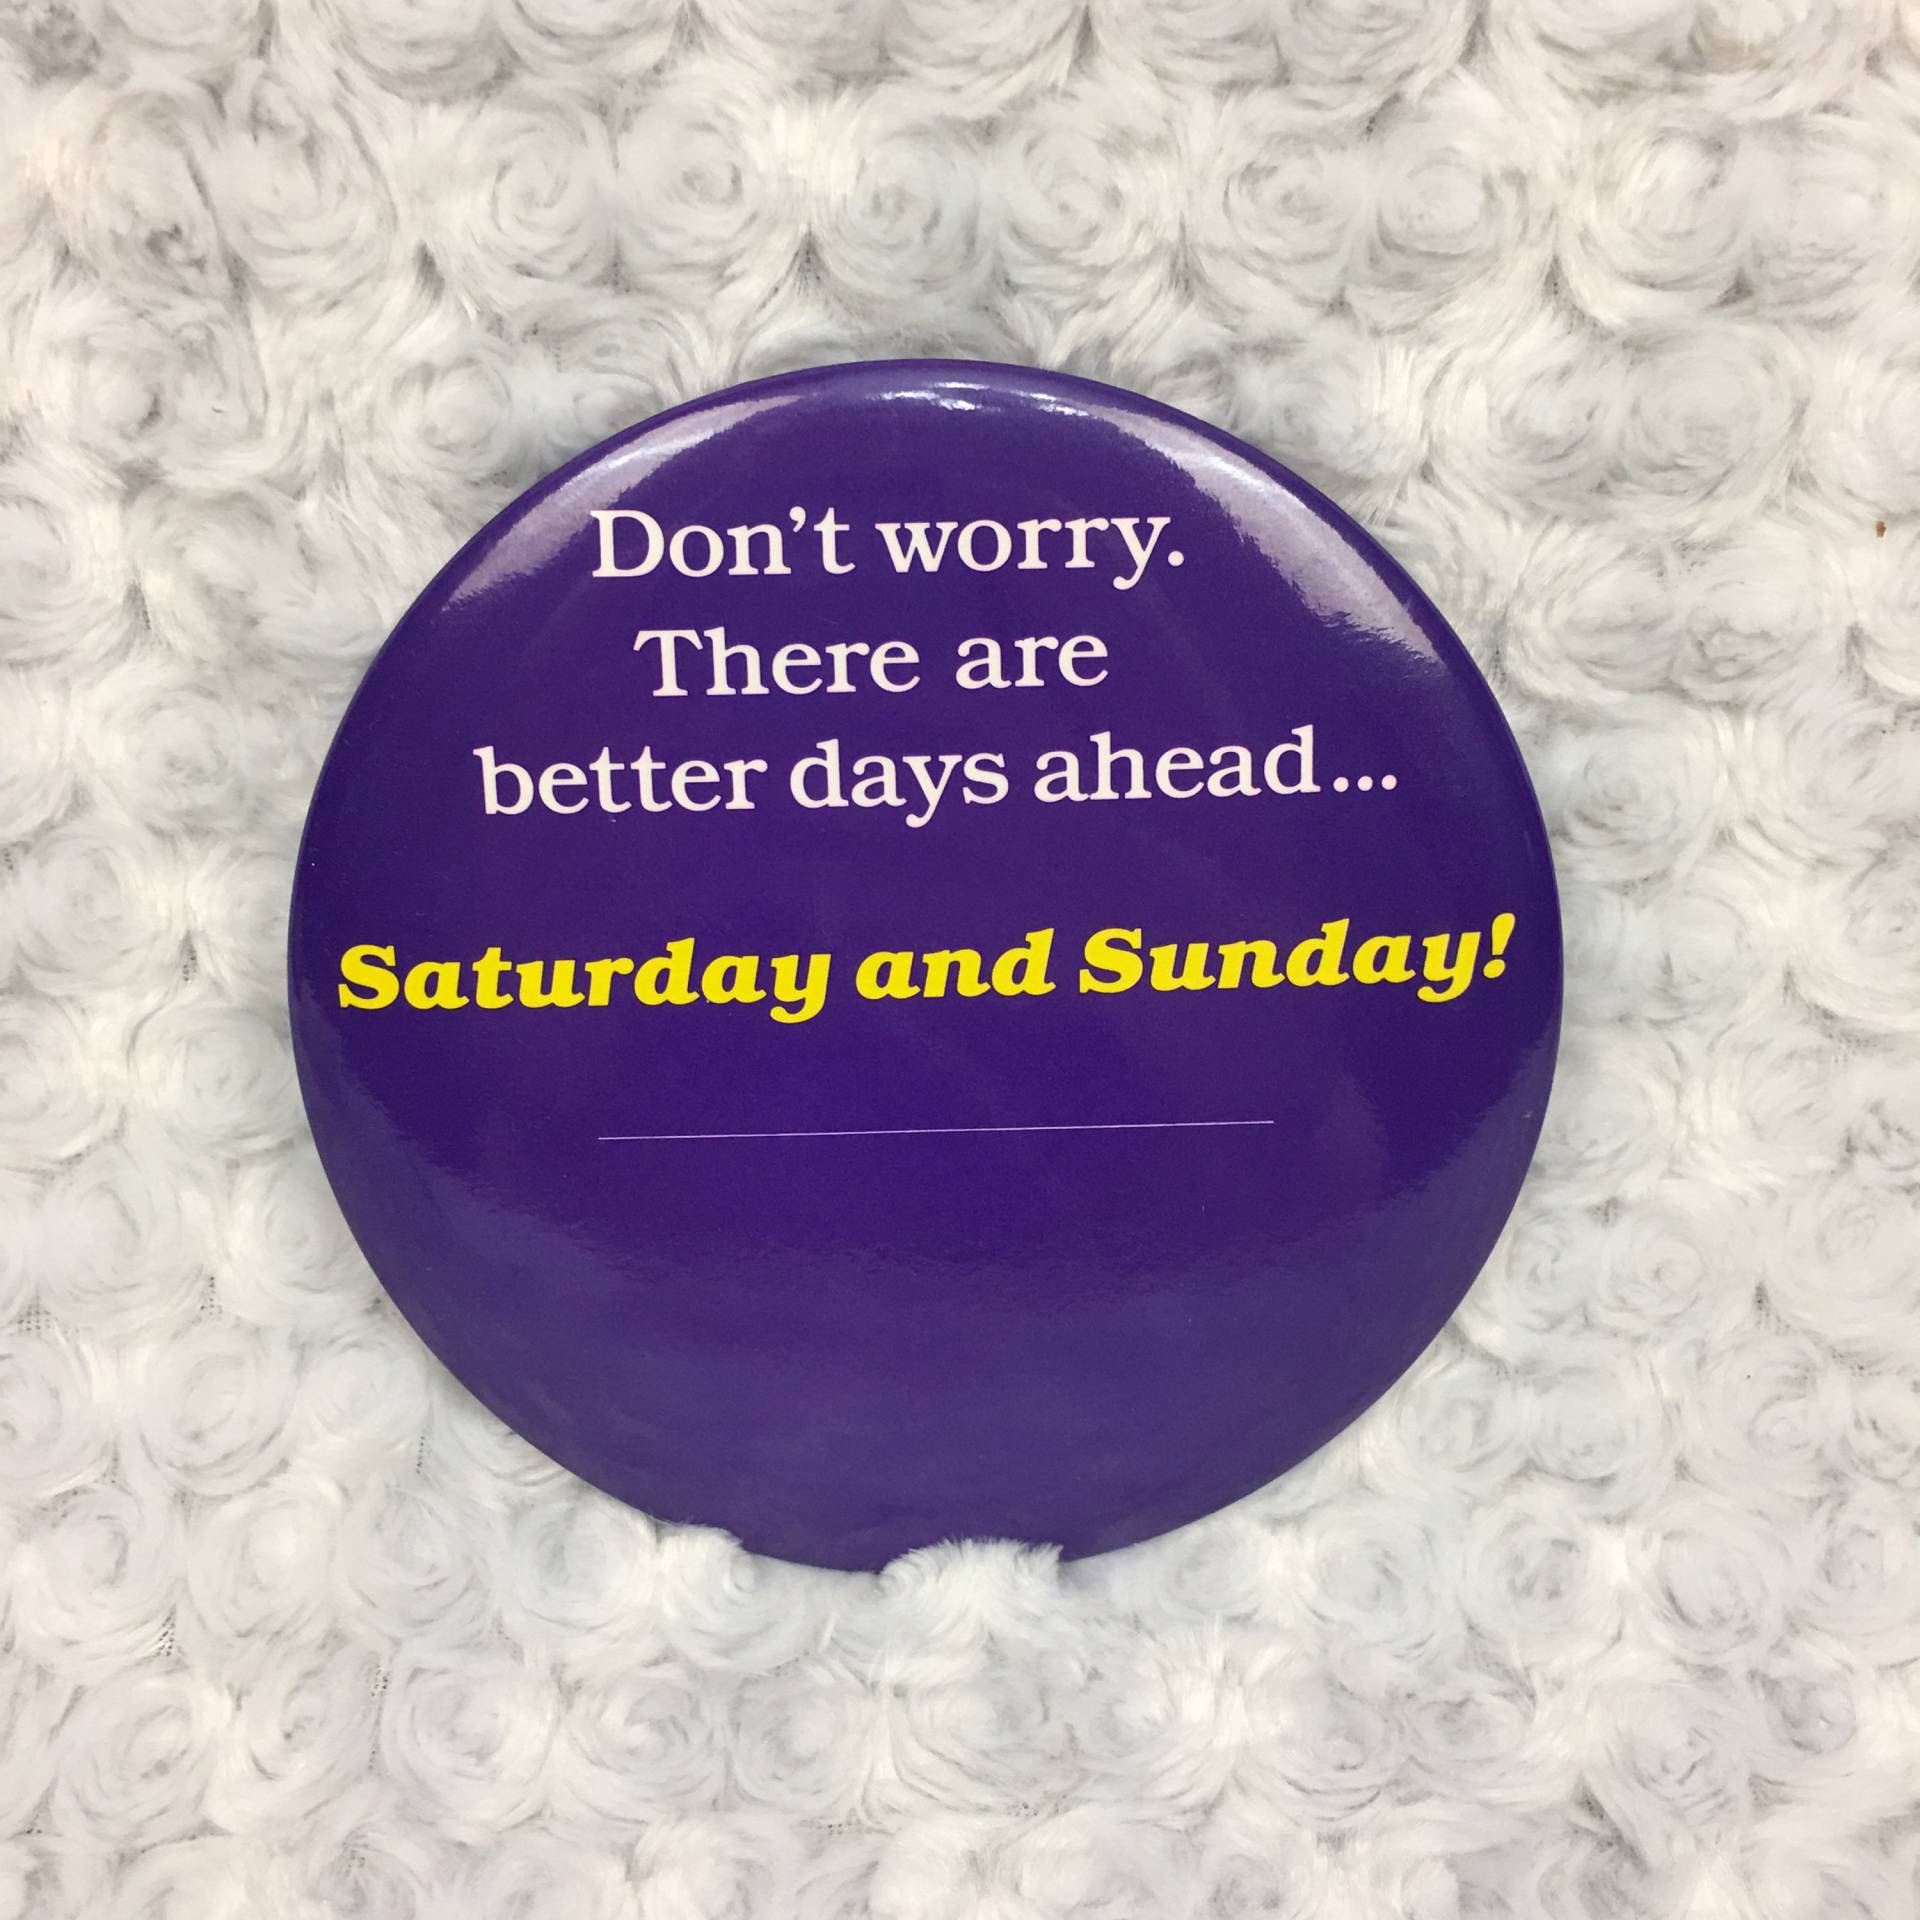 Don't worry.
There are
better days ahead...
Saturday and Sunday!